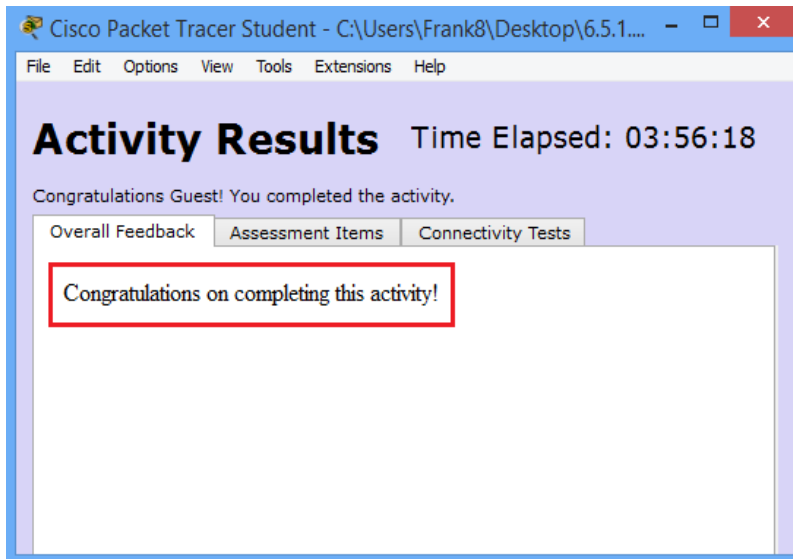 Cisco Packet Tracer Student - C:\Users\Frank8\Desktop\6.5.1....
File Edit Options View Tools Extensions Help
Activity Results Time Elapsed: 03:56:18
Congratulations Guest! You completed the activity.
Overall Feedback Assessment Items Connectivity Tests
Congratulations on completing this activity!